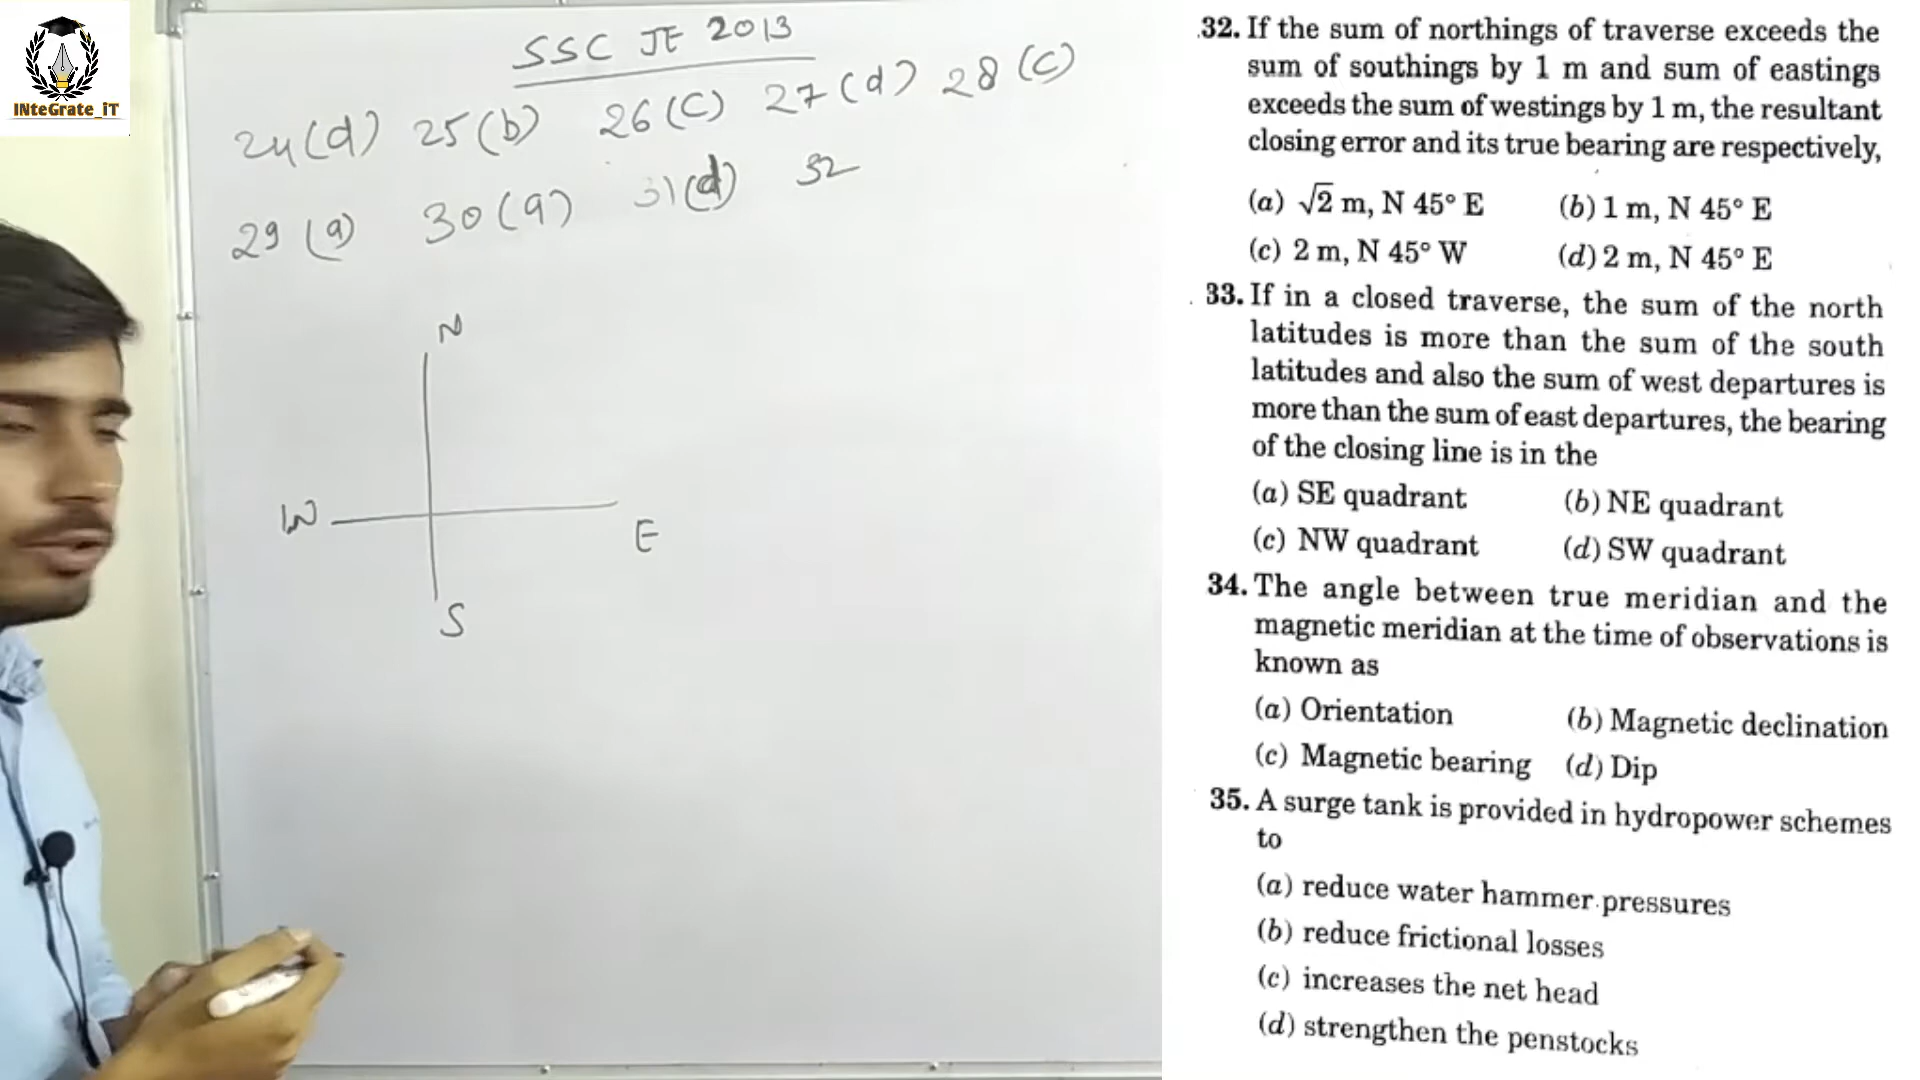 INteGrate_iT
SSC JE 2013
24(d) 25(b) 26(C) 27(d) 28(C)
29(a) 30(a) 31(d) 32
N
W
E
S
32. If the sum of northings of traverse exceeds the
sum of southings by 1 m and sum of eastings
exceeds the sum of westings by 1 m, the resultant
closing error and its true bearing are respectively,
(a) √2 m, N 45° E (b) 1 m, N 45° E
(c) 2 m, N 45° W (d) 2 m, N 45° E
33. If in a closed traverse, the sum of the north
latitudes is more than the sum of the south
latitudes and also the sum of west departures is
more than the sum of east departures, the bearing
of the closing line is in the
(a) SE quadrant (b) NE quadrant
(c) NW quadrant (d) SW quadrant
34. The angle between true meridian and the
magnetic meridian at the time of observations is
known as
(a) Orientation (b) Magnetic declination
(c) Magnetic bearing (d) Dip
35. A surge tank is provided in hydropower schemes
to
(a) reduce water hammer pressures
(b) reduce frictional losses
(c) increases the net head
(d) strengthen the penstocks